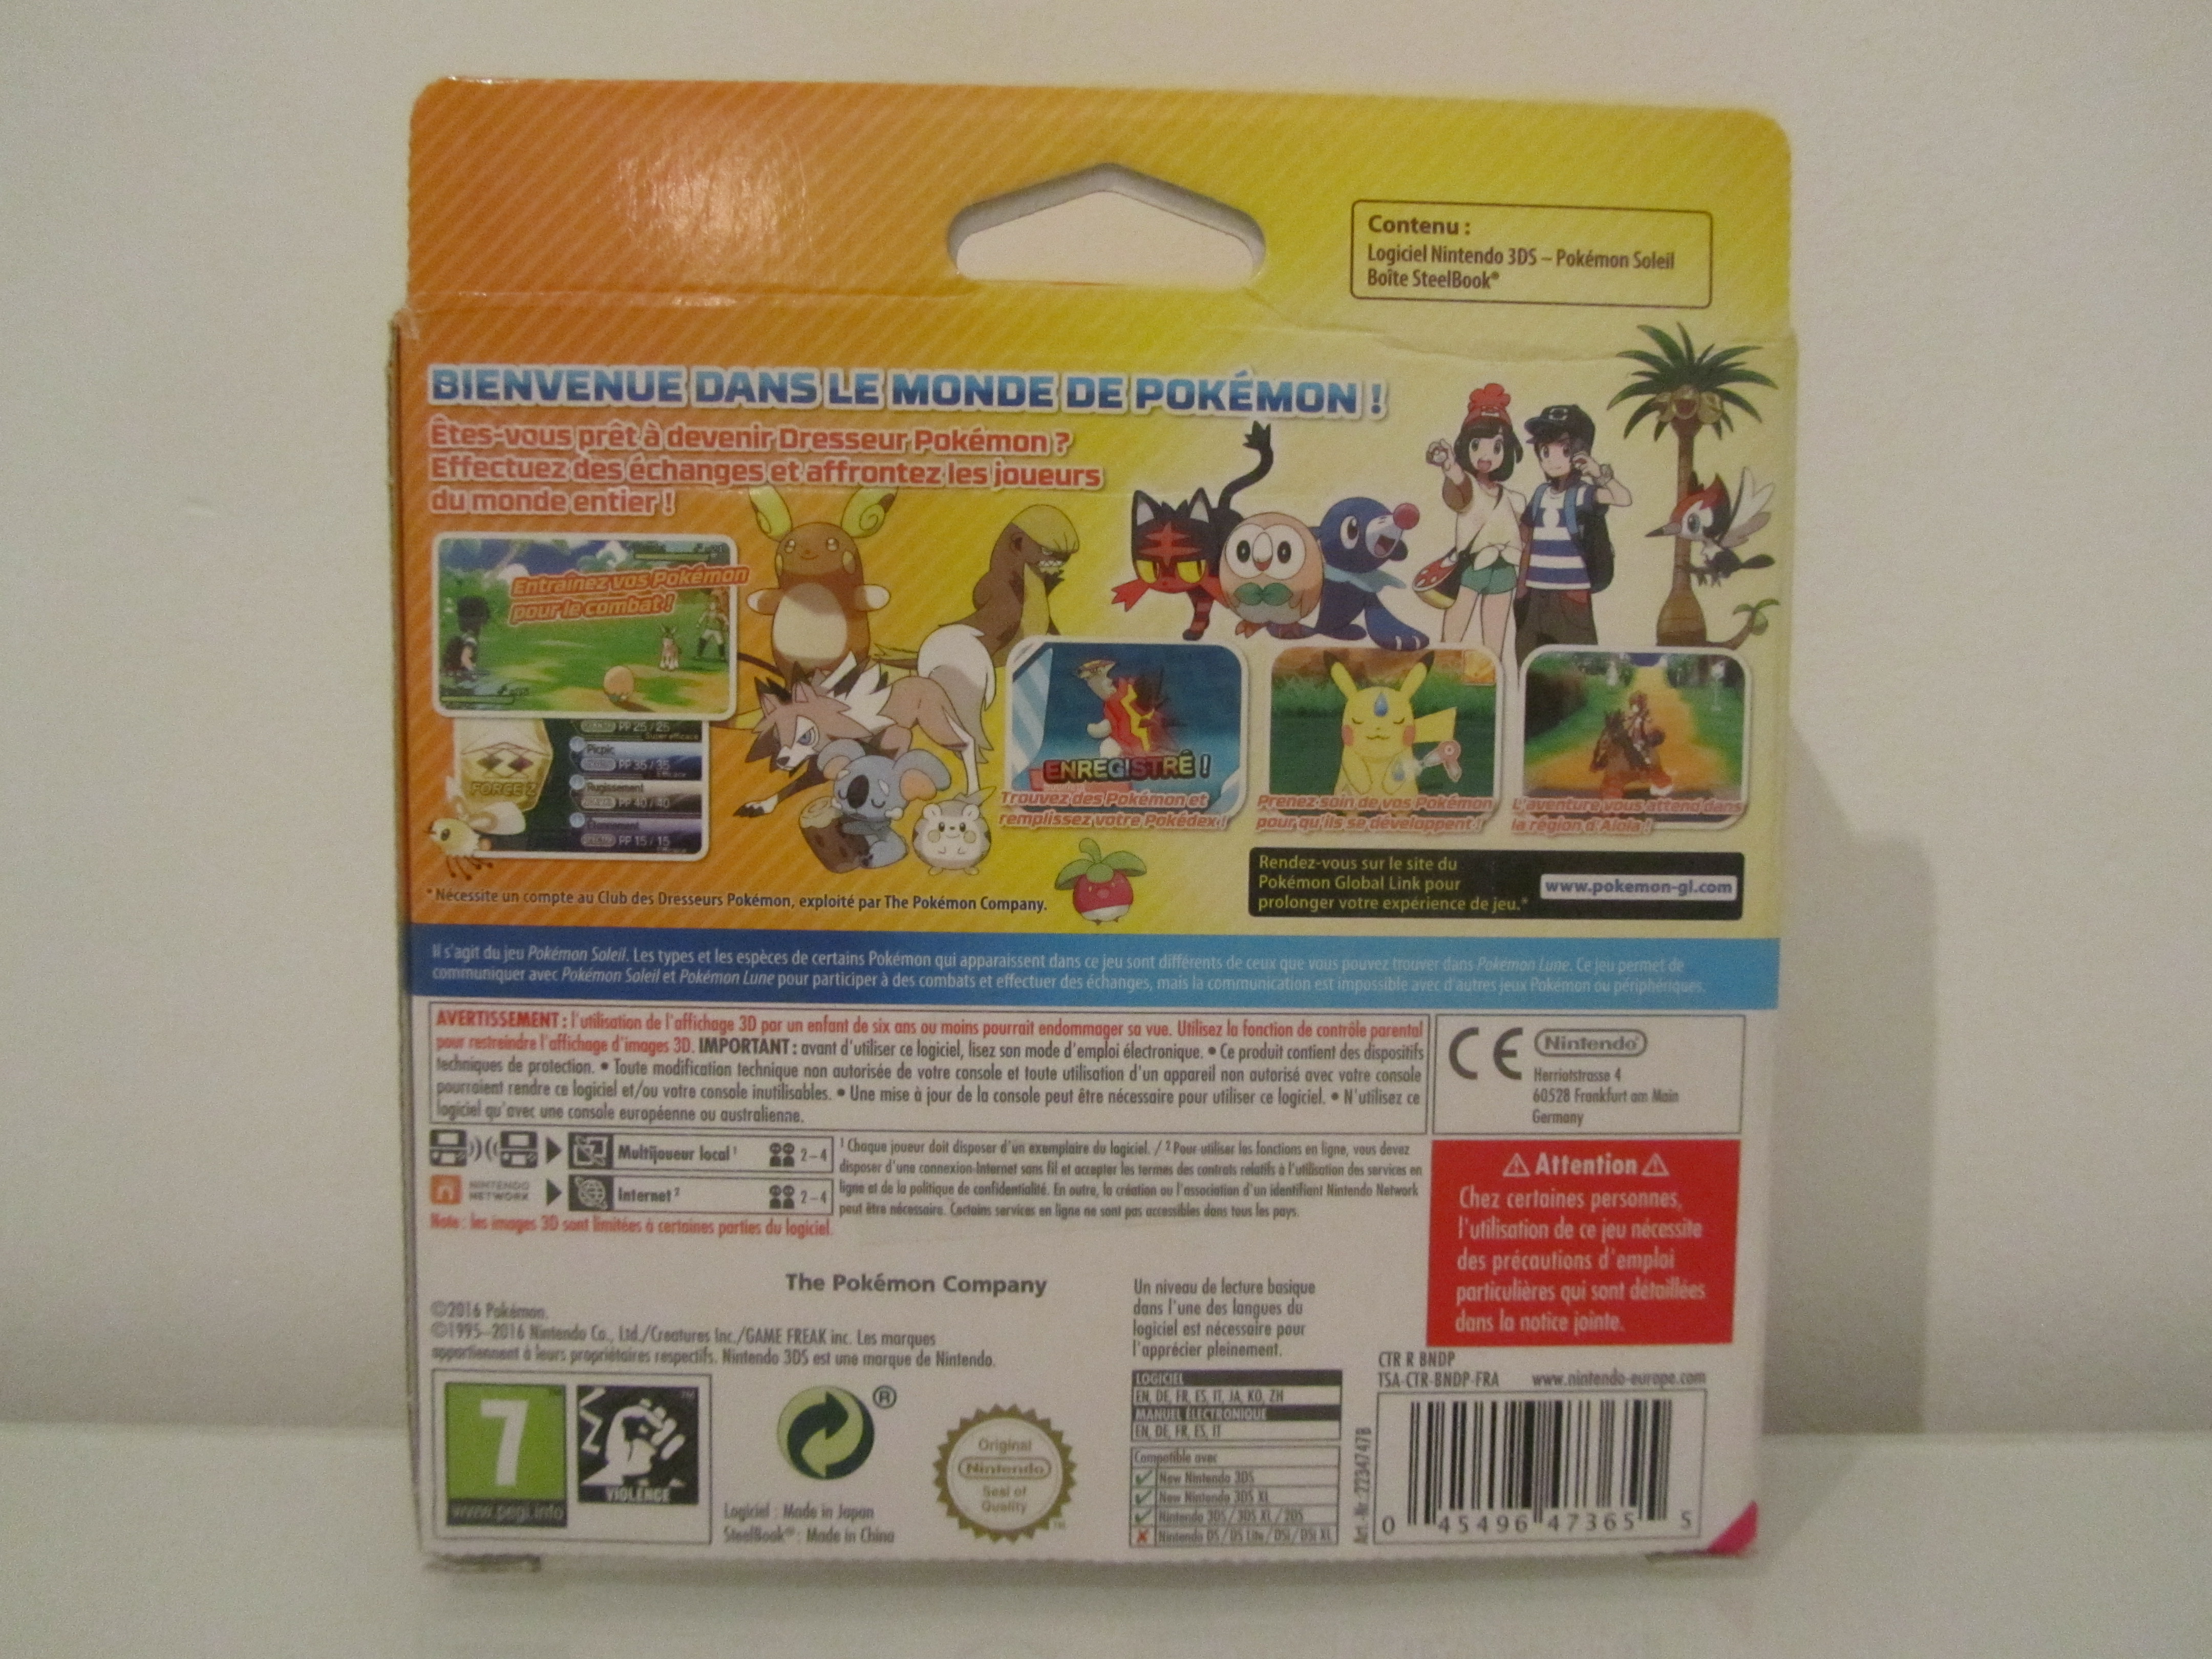 Contenu :
Logiciel Nintendo 3DS – Pokémon Soleil
Boîte SteelBook®
BIENVENUE DANS LE MONDE DE POKÉMON !
Êtes-vous prêt à devenir Dresseur Pokémon ?
Effectuez des échanges et affrontez les joueurs
du monde entier !
Entraînez vos Pokémon
pour le combat !
PP 25 / 25
Super efficace
Picpic
PP 35 / 35
Efficace
FORCE Z
Rugissement
PP 40 / 40
PP 15 / 15
Efficace
ENREGISTRÉ !
Trouvez des Pokémon et
remplissez votre Pokédex !
Prenez soin de vos Pokémon
pour qu'ils se développent !
L'aventure vous attend dans
la région d'Alola !
Rendez-vous sur le site du
Pokémon Global Link pour
prolonger votre expérience de jeu.*
www.pokemon-gl.com
*Nécessite un compte au Club des Dresseurs Pokémon, exploité par The Pokémon Company.
Il s'agit du jeu Pokémon Soleil. Les types et les espèces de certains Pokémon qui apparaissent dans ce jeu sont différents de ceux que vous pouvez trouver dans Pokémon Lune. Ce jeu permet de
communiquer avec Pokémon Soleil et Pokémon Lune pour participer à des combats et effectuer des échanges, mais la communication est impossible avec d'autres jeux Pokémon ou périphériques.
AVERTISSEMENT : l'utilisation de l'affichage 3D par un enfant de six ans ou moins pourrait endommager sa vue. Utilisez la fonction de contrôle parental
pour restreindre l'affichage d'images 3D. IMPORTANT : avant d'utiliser ce logiciel, lisez son mode d'emploi électronique. • Ce produit contient des dispositifs
techniques de protection. • Toute modification technique non autorisée de votre console et toute utilisation d'un appareil non autorisé avec votre console
pourraient rendre ce logiciel et/ou votre console inutilisables. • Une mise à jour de la console peut être nécessaire pour utiliser ce logiciel. • N'utilisez ce
logiciel qu'avec une console européenne ou australienne.
CE
Nintendo
Herriotstrasse 4
60528 Frankfurt am Main
Germany
Multijoueur local ¹ 2–4
NINTENDO
NETWORK
Internet ² 2–4
Note : les images 3D sont limitées à certaines parties du logiciel.
¹ Chaque joueur doit disposer d'un exemplaire du logiciel. / ² Pour utiliser les fonctions en ligne, vous devez
disposer d'une connexion Internet sans fil et accepter les termes des contrats relatifs à l'utilisation des services en
ligne et de la politique de confidentialité. En outre, la création ou l'association d'un identifiant Nintendo Network
peut être nécessaire. Certains services en ligne ne sont pas accessibles dans tous les pays.
Attention
Chez certaines personnes,
l'utilisation de ce jeu nécessite
des précautions d'emploi
particulières qui sont détaillées
dans la notice jointe.
The Pokémon Company
©2016 Pokémon.
©1995–2016 Nintendo Co., Ltd./Creatures Inc./GAME FREAK inc. Les marques
appartiennent à leurs propriétaires respectifs. Nintendo 3DS est une marque de Nintendo.
Un niveau de lecture basique
dans l'une des langues du
logiciel est nécessaire pour
l'apprécier pleinement.
7
www.pegi.info
VIOLENCE
®
Logiciel : Made in Japan
SteelBook® : Made in China
Original
Nintendo
Seal of
Quality
LOGICIEL
EN, DE, FR, ES, IT, JA, KO, ZH
MANUEL ÉLECTRONIQUE
EN, DE, FR, ES, IT
Compatible avec
New Nintendo 3DS
New Nintendo 3DS XL
Nintendo 3DS / 3DS XL / 2DS
Nintendo DS / DS Lite / DSi / DSi XL
CTR R BNDP
TSA-CTR-BNDP-FRA www.nintendo-europe.com
Art.-Nr.:2234747B
0 45496 47365 5